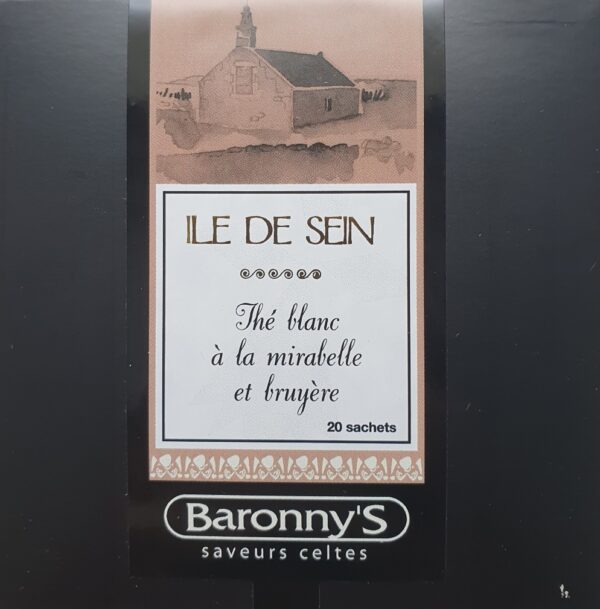 ILE DE SEIN
Thé blanc
à la mirabelle
et bruyère
20 sachets
Baronny'S
saveurs celtes